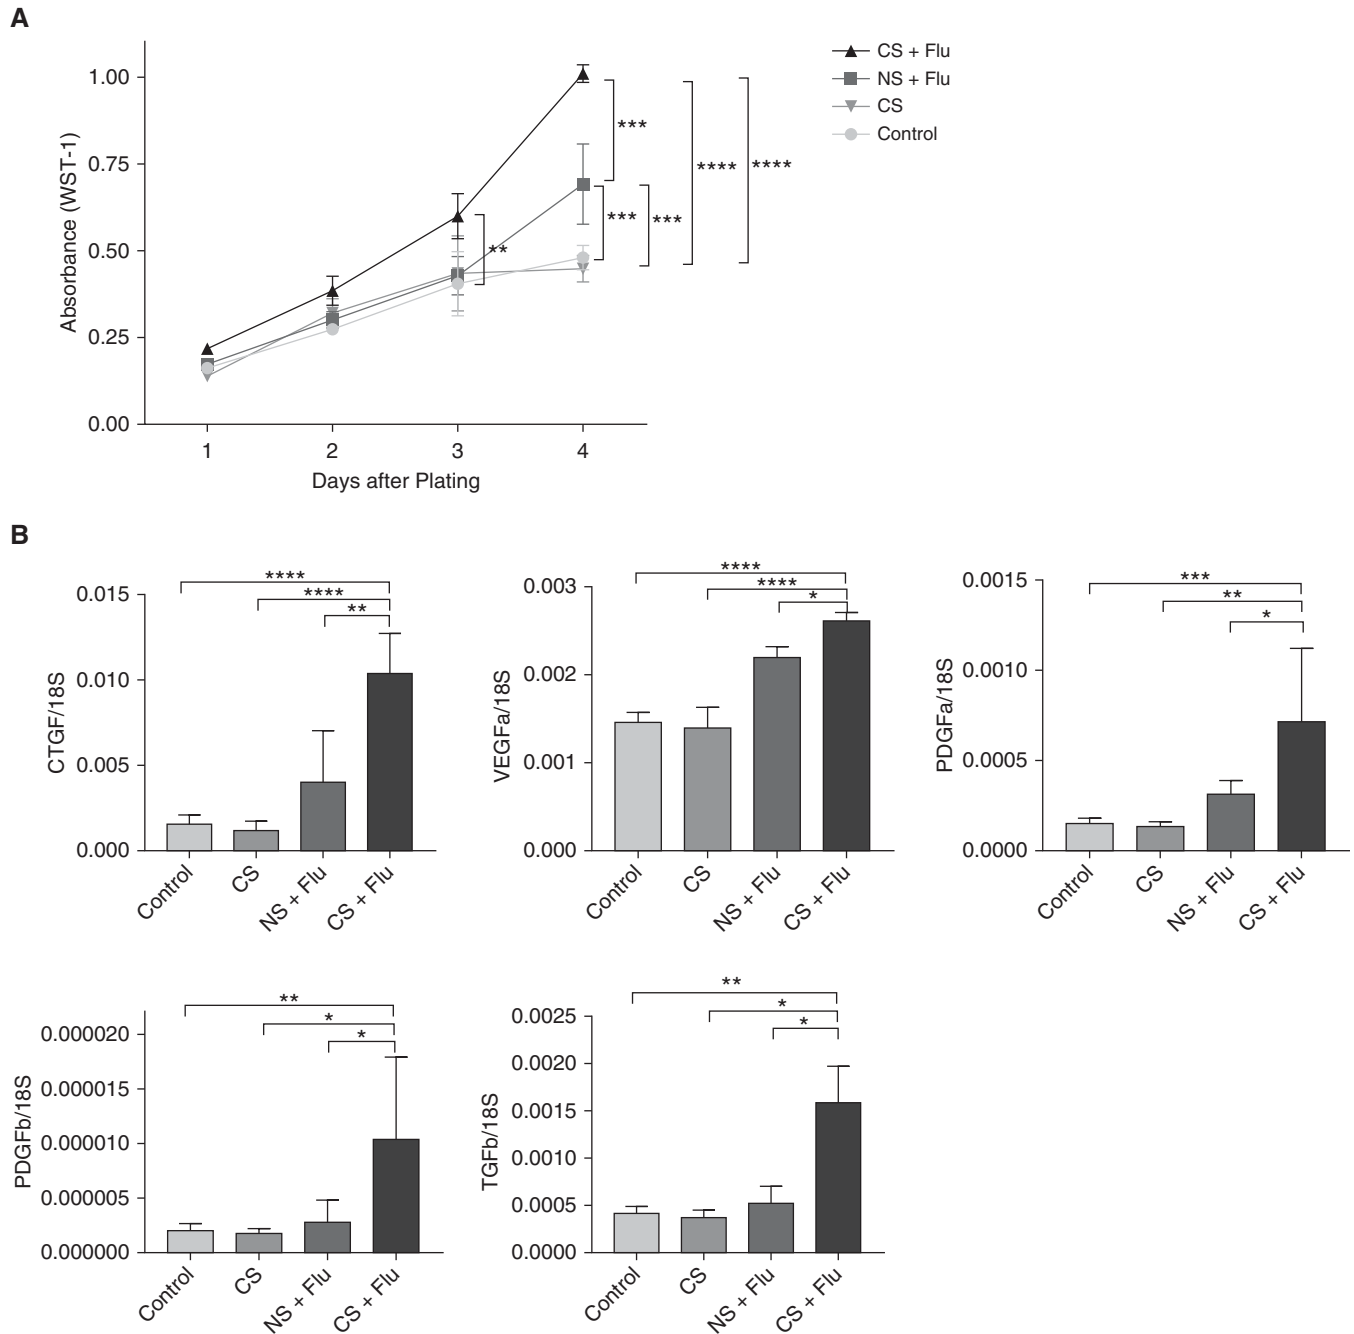 A
1.00
0.75
0.50
0.25
0.00
Absorbance (WST-1)
1 2 3 4
Days after Plating
***
***
***
****
****
**
CS + Flu
NS + Flu
CS
Control
B
CTGF/18S
0.015
0.010
0.005
0.000
****
****
**
Control CS NS + Flu CS + Flu
VEGFa/18S
0.003
0.002
0.001
0.000
****
****
*
Control CS NS + Flu CS + Flu
PDGFa/18S
0.0015
0.0010
0.0005
0.0000
***
**
*
Control CS NS + Flu CS + Flu
PDGFb/18S
0.000020
0.000015
0.000010
0.000005
0.000000
**
*
*
Control CS NS + Flu CS + Flu
TGFb/18S
0.0025
0.0020
0.0015
0.0010
0.0005
0.0000
**
*
*
Control CS NS + Flu CS + Flu